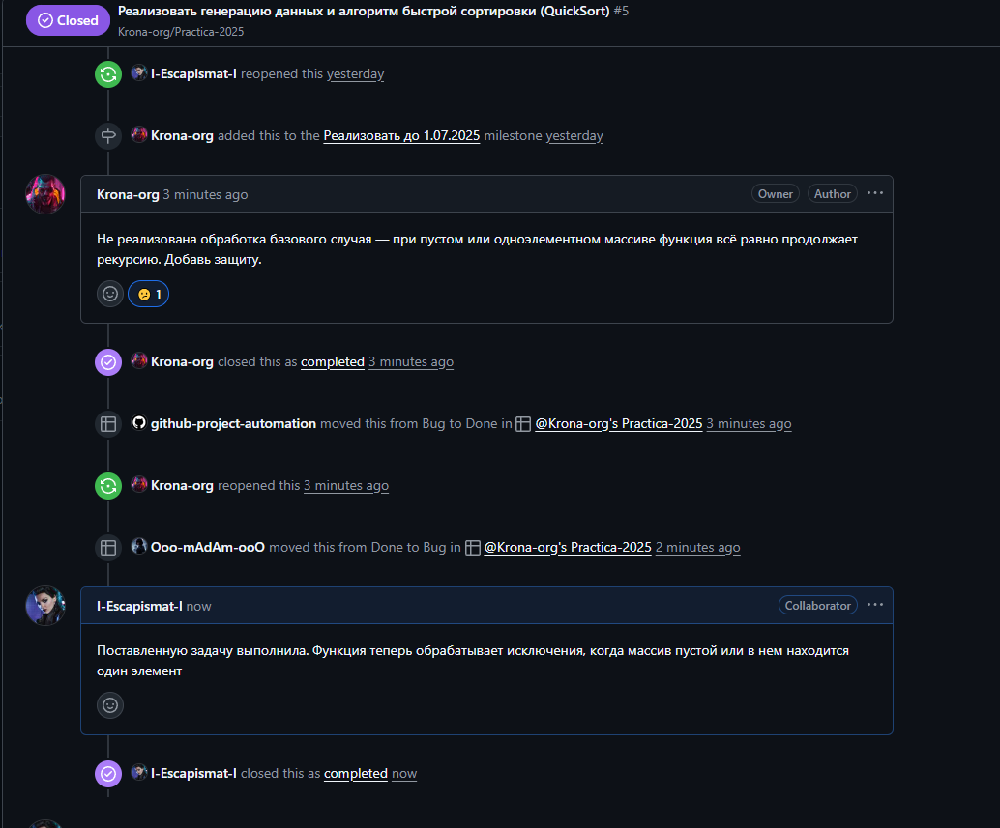 Closed
Реализовать генерацию данных и алгоритм быстрой сортировки (QuickSort) #5
Krona-org/Practica-2025
I-Escapismat-I reopened this yesterday
Krona-org added this to the Реализовать до 1.07.2025 milestone yesterday
Krona-org 3 minutes ago
Owner
Author
Не реализована обработка базового случая — при пустом или одноэлементном массиве функция всё равно продолжает
рекурсию. Добавь защиту.
1
Krona-org closed this as completed 3 minutes ago
github-project-automation moved this from Bug to Done in @Krona-org's Practica-2025 3 minutes ago
Krona-org reopened this 3 minutes ago
Ooo-mAdAm-ooO moved this from Done to Bug in @Krona-org's Practica-2025 2 minutes ago
I-Escapismat-I now
Collaborator
Поставленную задачу выполнила. Функция теперь обрабатывает исключения, когда массив пустой или в нем находится
один элемент
I-Escapismat-I closed this as completed now